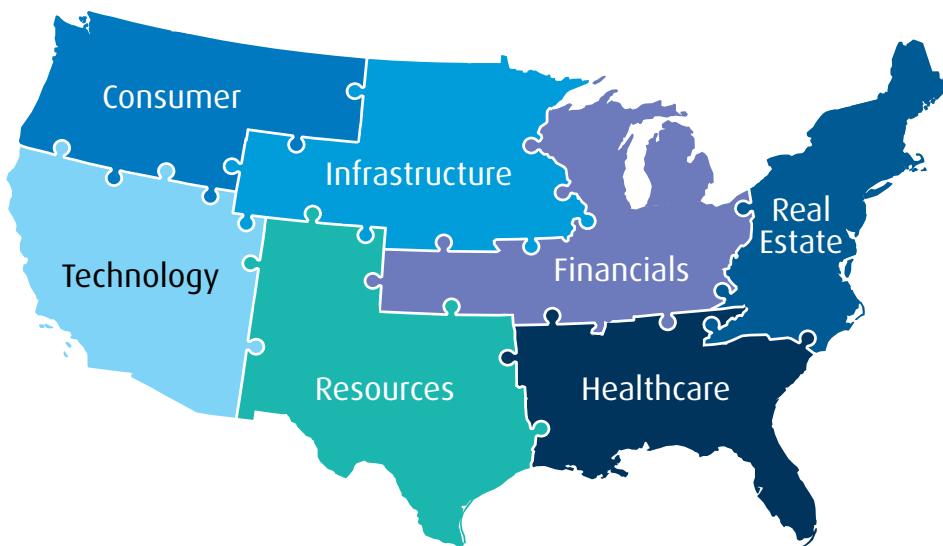 Consumer
Infrastructure
Real
Estate
Technology
Financials
Resources
Healthcare